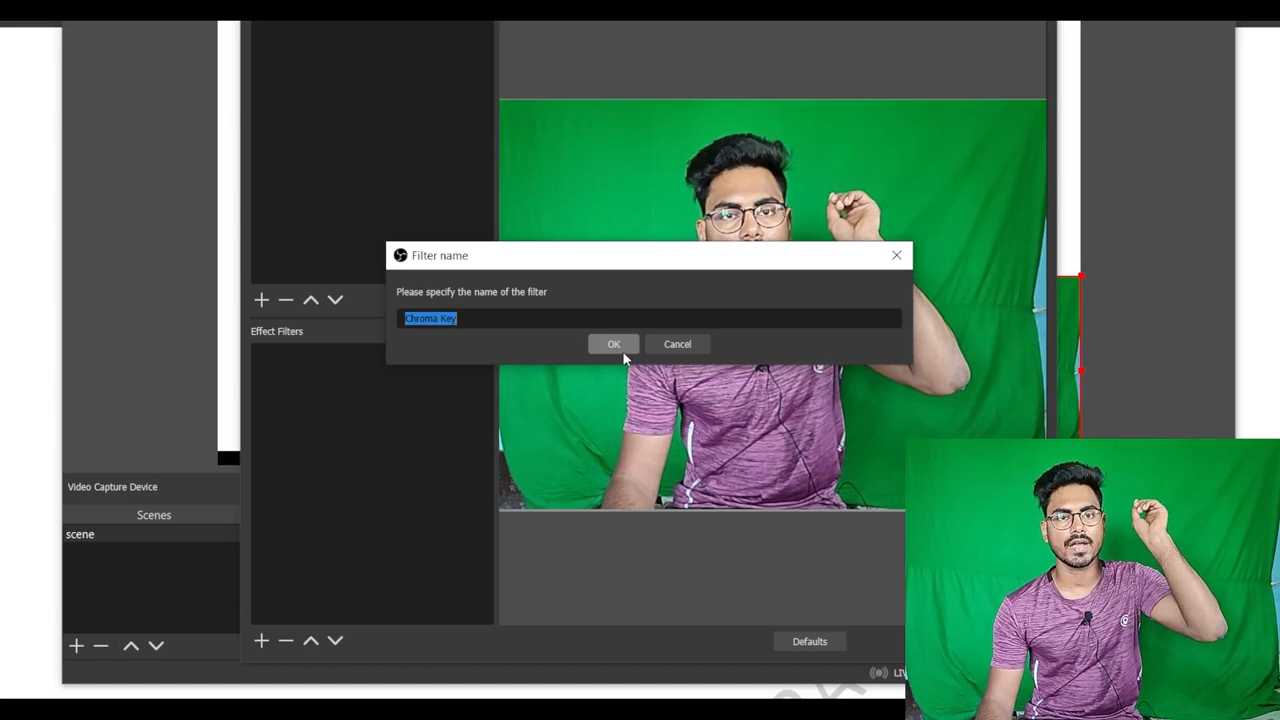 Filter name
Please specify the name of the filter
Chroma Key
OK
Cancel
Effect Filters
Video Capture Device
Scenes
scene
Defaults